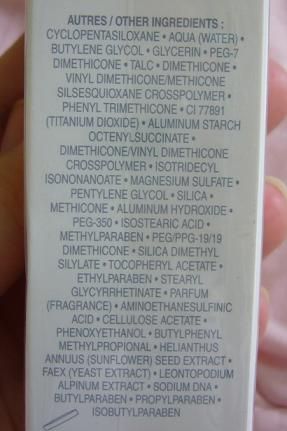 AUTRES / OTHER INGREDIENTS :
CYCLOPENTASILOXANE • AQUA (WATER) •
BUTYLENE GLYCOL • GLYCERIN • PEG-7
DIMETHICONE • TALC • DIMETHICONE •
VINYL DIMETHICONE/METHICONE
SILSESQUIOXANE CROSSPOLYMER •
PHENYL TRIMETHICONE • CI 77891
(TITANIUM DIOXIDE) • ALUMINUM STARCH
OCTENYLSUCCINATE •
DIMETHICONE/VINYL DIMETHICONE
CROSSPOLYMER • ISOTRIDECYL
ISONONANOATE • MAGNESIUM SULFATE •
PENTYLENE GLYCOL • SILICA •
METHICONE • ALUMINUM HYDROXIDE •
PEG-350 • ISOSTEARIC ACID •
METHYLPARABEN • PEG/PPG-19/19
DIMETHICONE • SILICA DIMETHYL
SILYLATE • TOCOPHERYL ACETATE •
ETHYLPARABEN • STEARYL
GLYCYRRHETINATE • PARFUM
(FRAGRANCE) • AMINOETHANESULFINIC
ACID • CELLULOSE ACETATE •
PHENOXYETHANOL • BUTYLPHENYL
METHYLPROPIONAL • HELIANTHUS
ANNUUS (SUNFLOWER) SEED EXTRACT •
FAEX (YEAST EXTRACT) • LEONTOPODIUM
ALPINUM EXTRACT • SODIUM DNA •
BUTYLPARABEN • PROPYLPARABEN •
ISOBUTYLPARABEN